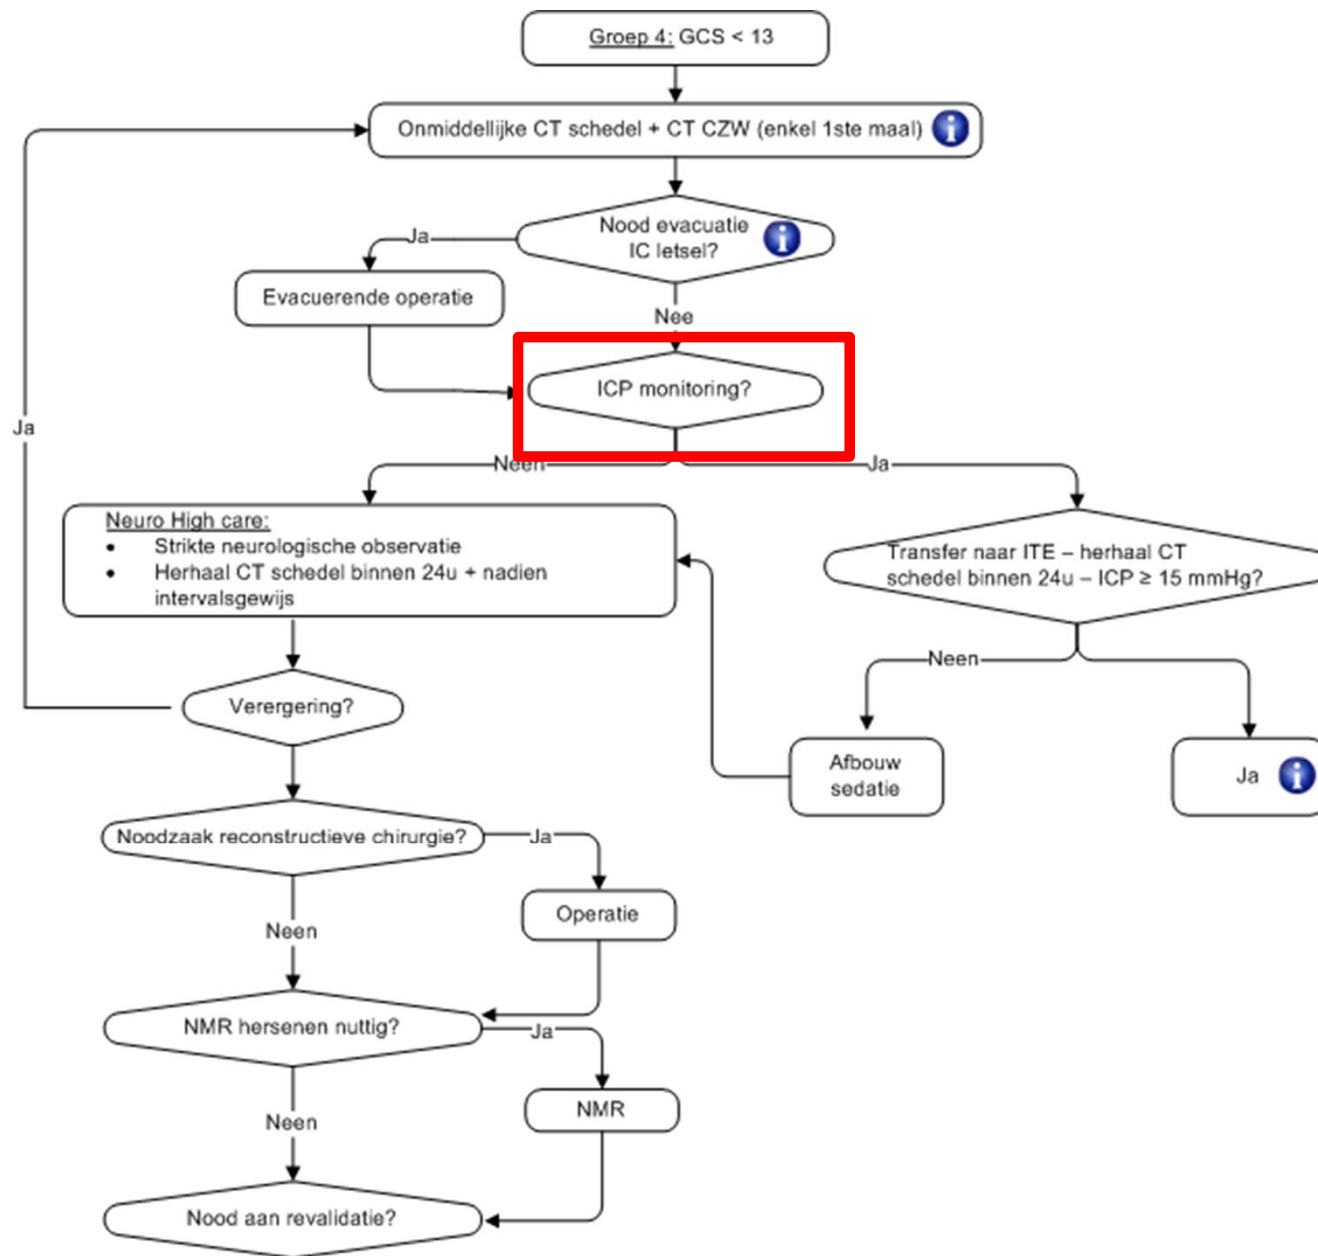 Groep 4: GCS < 13
Onmiddellijke CT schedel + CT CZW (enkel 1ste maal)
i
Nood evacuatie
IC letsel?
i
Ja
Evacuerende operatie
Nee
ICP monitoring?
Ja
Neen
Ja
Neuro High care:
• Strikte neurologische observatie
• Herhaal CT schedel binnen 24u + nadien
intervalsgewijs
Transfer naar ITE – herhaal CT
schedel binnen 24u – ICP ≥ 15 mmHg?
Neen
Ja
Verergering?
Afbouw
sedatie
Ja
i
Noodzaak reconstructieve chirurgie?
Ja
Operatie
Neen
NMR hersenen nuttig?
Ja
NMR
Neen
Nood aan revalidatie?